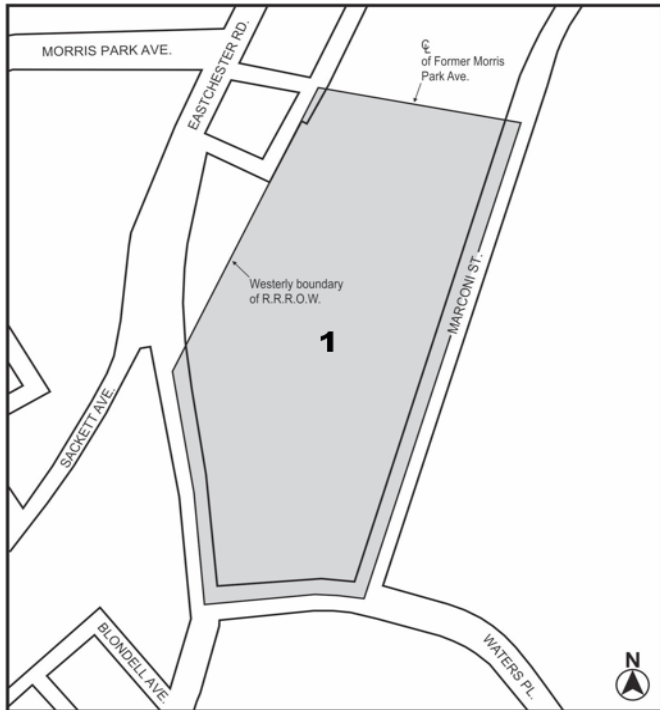 MORRIS PARK AVE.
EASTCHESTER RD.
℄
of Former Morris
Park Ave.
Westerly boundary
of R.R.R.O.W.
MARCONI ST.
1
SACKETT AVE.
BLONDELL AVE.
WATERS PL.
N